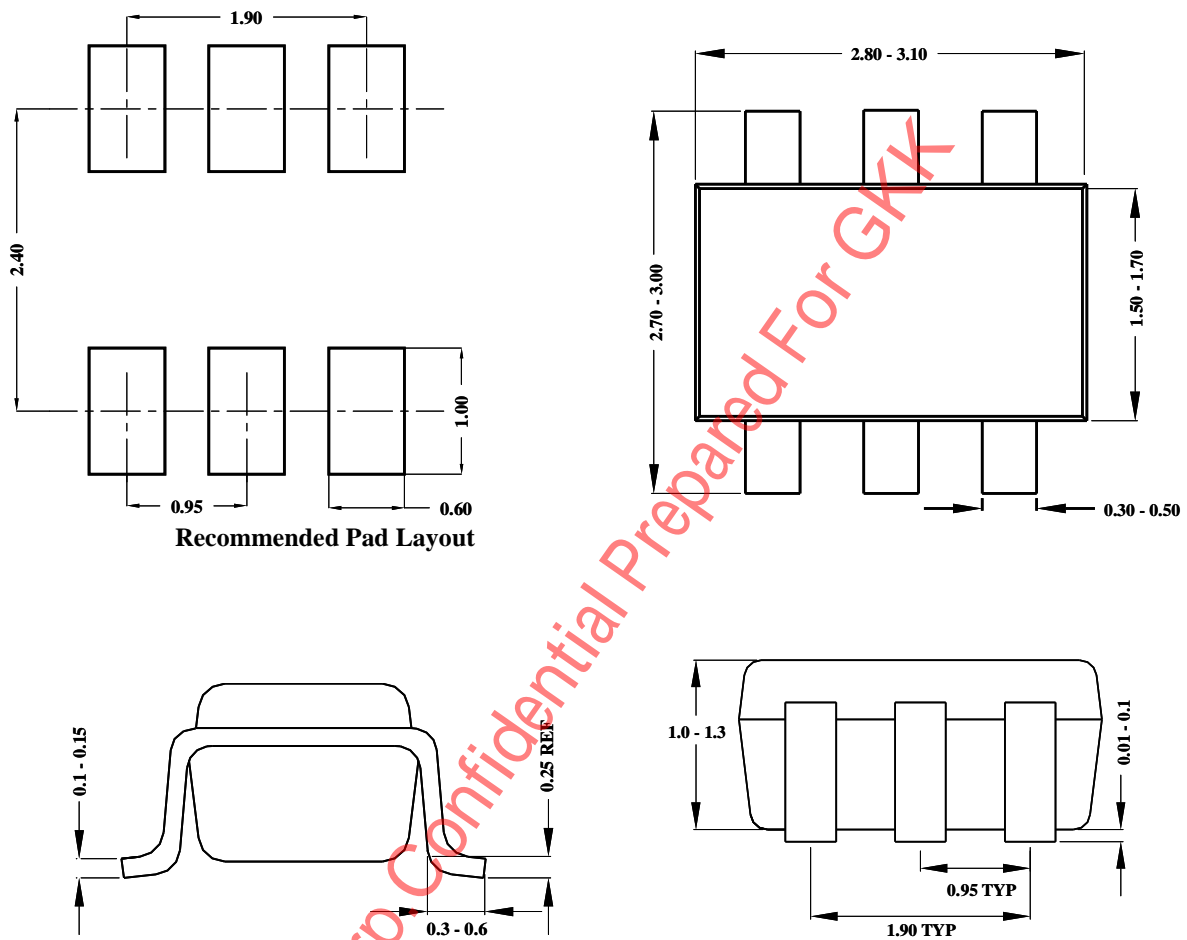 1.90
2.40
1.00
0.95
0.60
Recommended Pad Layout
2.80 - 3.10
2.70 - 3.00
1.50 - 1.70
0.30 - 0.50
0.1 - 0.15
0.25 REF
0.3 - 0.6
1.0 - 1.3
0.01 - 0.1
0.95 TYP
1.90 TYP
Confidential Prepared For GKK